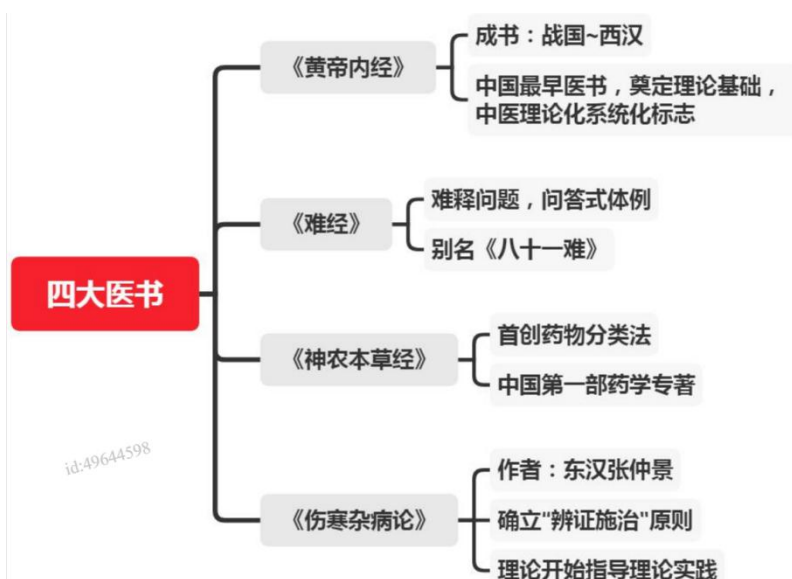 四大医书
《黄帝内经》
成书：战国~西汉
中国最早医书，奠定理论基础，
中医理论化系统化标志
《难经》
难释问题，问答式体例
别名《八十一难》
《神农本草经》
首创药物分类法
中国第一部药学专著
《伤寒杂病论》
作者：东汉张仲景
确立"辨证施治"原则
理论开始指导理论实践
id:49644598